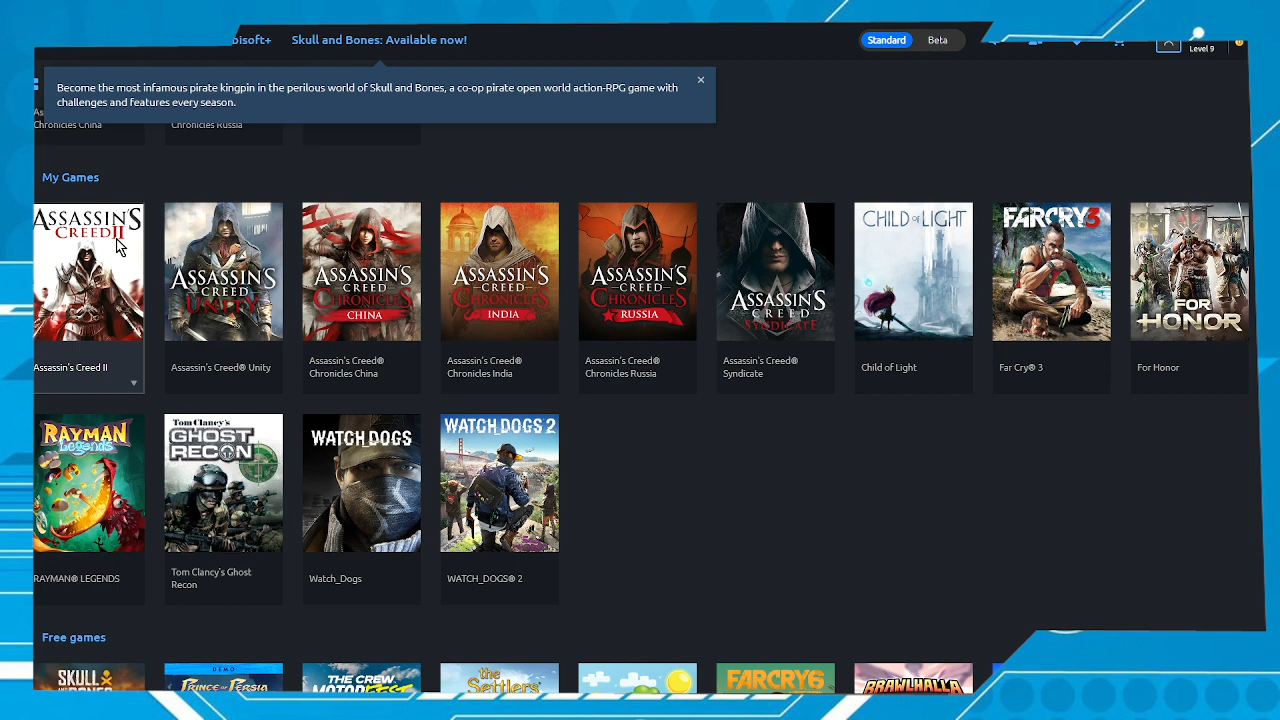 bisoft+
Skull and Bones: Available now!
Standard
Beta
Level 9
Become the most infamous pirate kingpin in the perilous world of Skull and Bones, a co-op pirate open world action-RPG game with
challenges and features every season.
Chronicles China
Chronicles Russia
My Games
ASSASSIN'S
CREED II
ASSASSIN'S
CREED
UNITY
ASSASSIN'S
CREED
CHRONICLES
CHINA
ASSASSIN'S
CREED
CHRONICLES
INDIA
ASSASSIN'S
CREED
CHRONICLES
RUSSIA
ASSASSIN'S
CREED
SYNDICATE
CHILD OF LIGHT
FARCRY 3
FOR
HONOR
Assassin's Creed II
Assassin's Creed® Unity
Assassin's Creed®
Chronicles China
Assassin's Creed®
Chronicles India
Assassin's Creed®
Chronicles Russia
Assassin's Creed®
Syndicate
Child of Light
Far Cry® 3
For Honor
RAYMAN
Legends
Tom Clancy's
GHOST
RECON
WATCH_DOGS
WATCH_DOGS 2
RAYMAN® LEGENDS
Tom Clancy's Ghost
Recon
Watch_Dogs
WATCH_DOGS® 2
Free games
SKULL
DEMO
PRINCE OF PERSIA
THE CREW
MOTORFEST
the
Settlers
FARCRY6
BRAWLHALLA